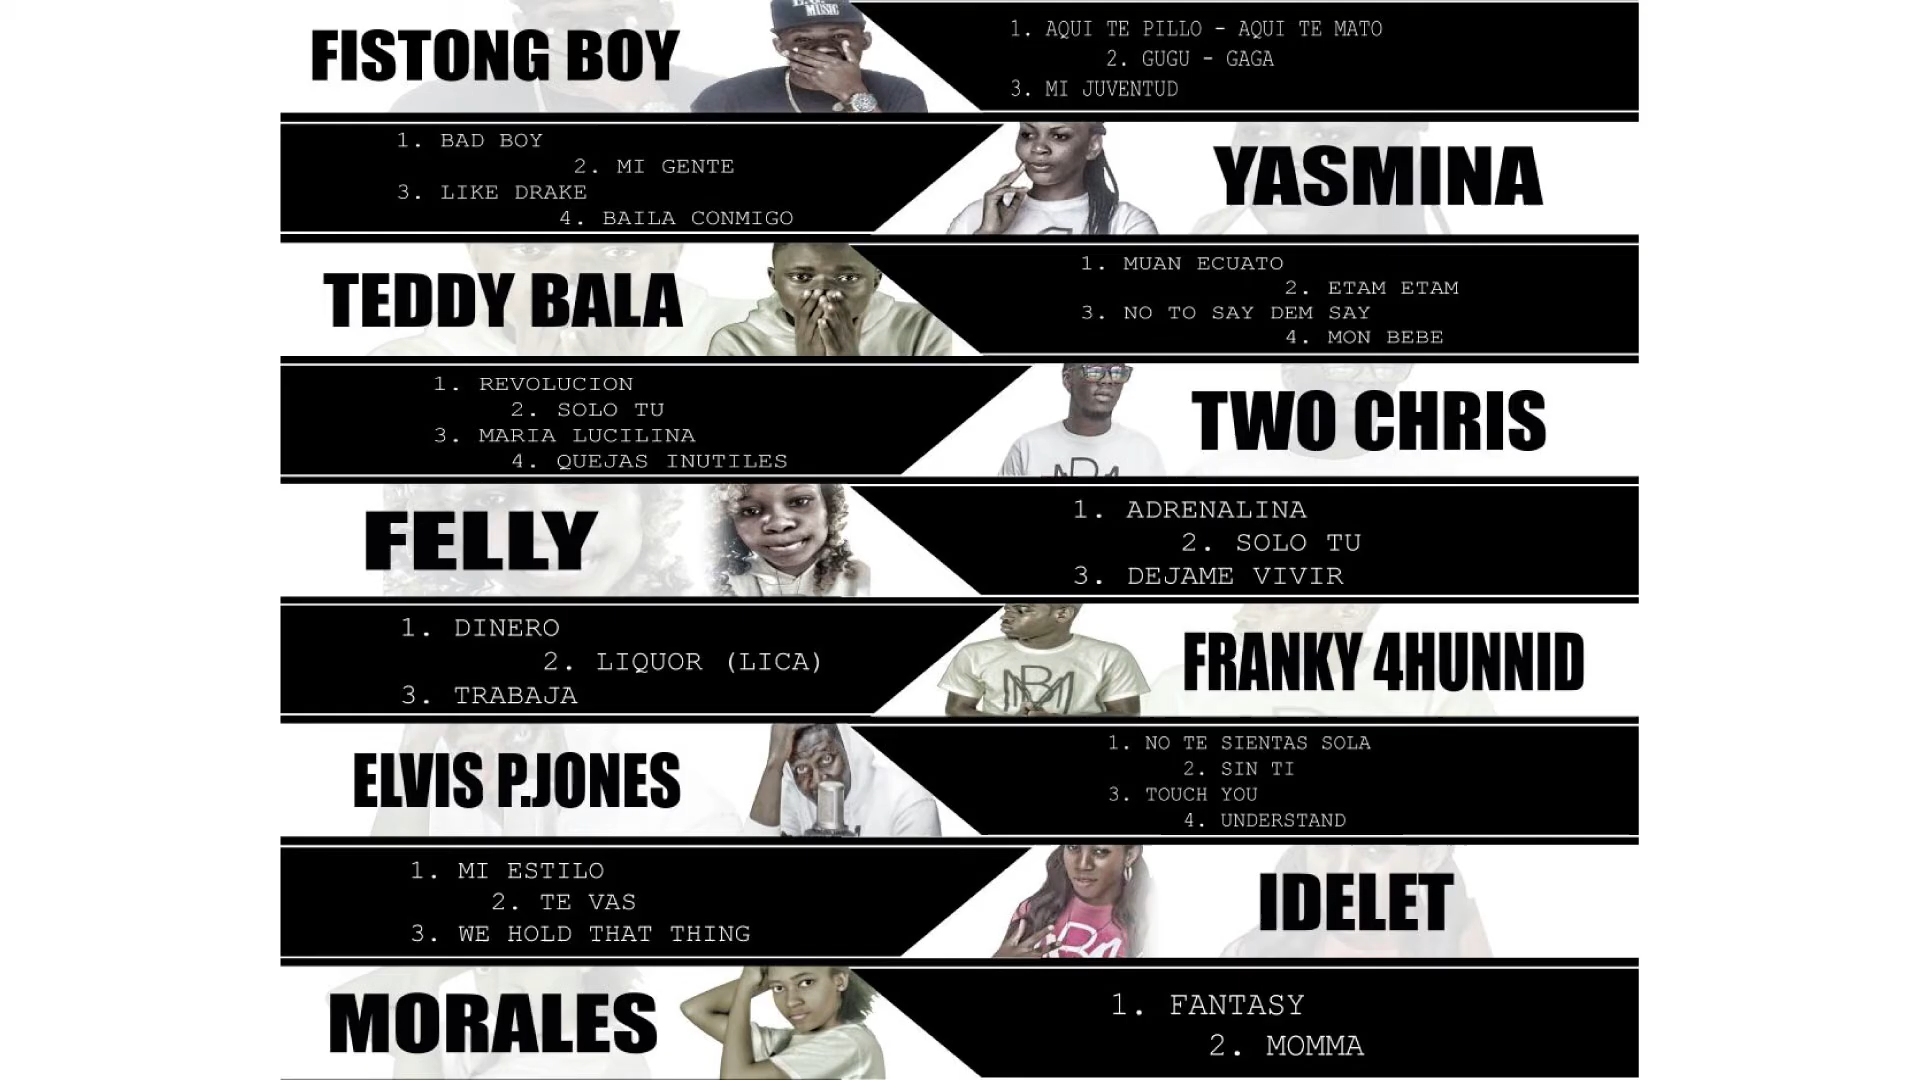 FISTONG BOY
1. AQUI TE PILLO - AQUI TE MATO
2. GUGU - GAGA
3. MI JUVENTUD
1. BAD BOY
2. MI GENTE
3. LIKE DRAKE
4. BAILA CONMIGO
YASMINA
TEDDY BALA
1. MUAN ECUATO
2. ETAM ETAM
3. NO TO SAY DEM SAY
4. MON BEBE
1. REVOLUCION
2. SOLO TU
3. MARIA LUCILINA
4. QUEJAS INUTILES
TWO CHRIS
FELLY
1. ADRENALINA
2. SOLO TU
3. DEJAME VIVIR
1. DINERO
2. LIQUOR (LICA)
3. TRABAJA
FRANKY 4HUNNID
ELVIS P.JONES
1. NO TE SIENTAS SOLA
2. SIN TI
3. TOUCH YOU
4. UNDERSTAND
1. MI ESTILO
2. TE VAS
3. WE HOLD THAT THING
IDELET
MORALES
1. FANTASY
2. MOMMA